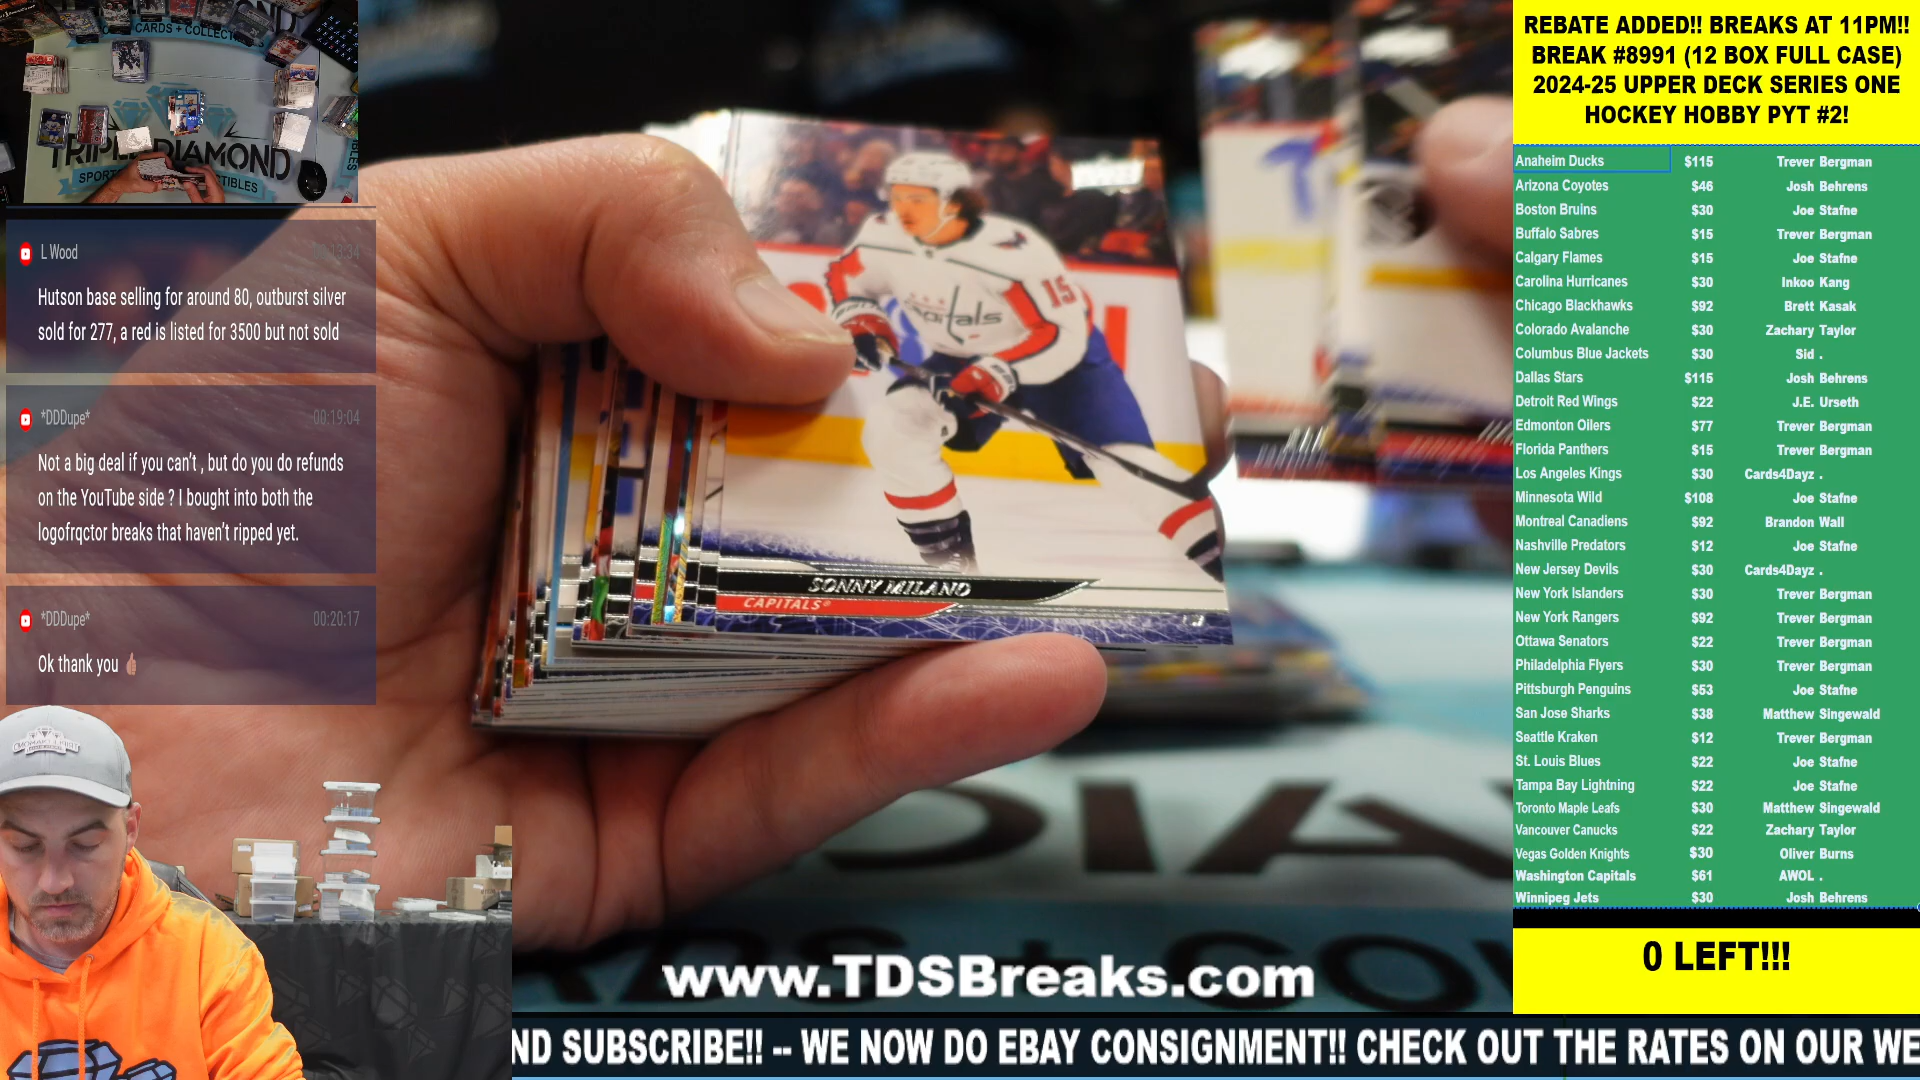 CARDS + COLLEC
TRIPLE DIAMOND
L Wood 00:13:34
Hutson base selling for around 80, outburst silver
sold for 277, a red is listed for 3500 but not sold
*DDDupe* 00:19:04
Not a big deal if you can't , but do you do refunds
on the YouTube side ? I bought into both the
logofrqctor breaks that haven't ripped yet.
*DDDupe* 00:20:17
Ok thank you 👍🏼
15
capitals
SONNY MILANO
CAPITALS®
www.TDSBreaks.com
ND SUBSCRIBE!! -- WE NOW DO EBAY CONSIGNMENT!! CHECK OUT THE RATES ON OUR WE
REBATE ADDED!! BREAKS AT 11PM!!
BREAK #8991 (12 BOX FULL CASE)
2024-25 UPPER DECK SERIES ONE
HOCKEY HOBBY PYT #2!
Anaheim Ducks $115 Trever Bergman
Arizona Coyotes $46 Josh Behrens
Boston Bruins $30 Joe Stafne
Buffalo Sabres $15 Trever Bergman
Calgary Flames $15 Joe Stafne
Carolina Hurricanes $30 Inkoo Kang
Chicago Blackhawks $92 Brett Kasak
Colorado Avalanche $30 Zachary Taylor
Columbus Blue Jackets $30 Sid .
Dallas Stars $115 Josh Behrens
Detroit Red Wings $22 J.E. Urseth
Edmonton Oilers $77 Trever Bergman
Florida Panthers $15 Trever Bergman
Los Angeles Kings $30 Cards4Dayz .
Minnesota Wild $108 Joe Stafne
Montreal Canadiens $92 Brandon Wall
Nashville Predators $12 Joe Stafne
New Jersey Devils $30 Cards4Dayz .
New York Islanders $30 Trever Bergman
New York Rangers $92 Trever Bergman
Ottawa Senators $22 Trever Bergman
Philadelphia Flyers $30 Trever Bergman
Pittsburgh Penguins $53 Joe Stafne
San Jose Sharks $38 Matthew Singewald
Seattle Kraken $12 Trever Bergman
St. Louis Blues $22 Joe Stafne
Tampa Bay Lightning $22 Joe Stafne
Toronto Maple Leafs $30 Matthew Singewald
Vancouver Canucks $22 Zachary Taylor
Vegas Golden Knights $30 Oliver Burns
Washington Capitals $61 AWOL .
Winnipeg Jets $30 Josh Behrens
0 LEFT!!!